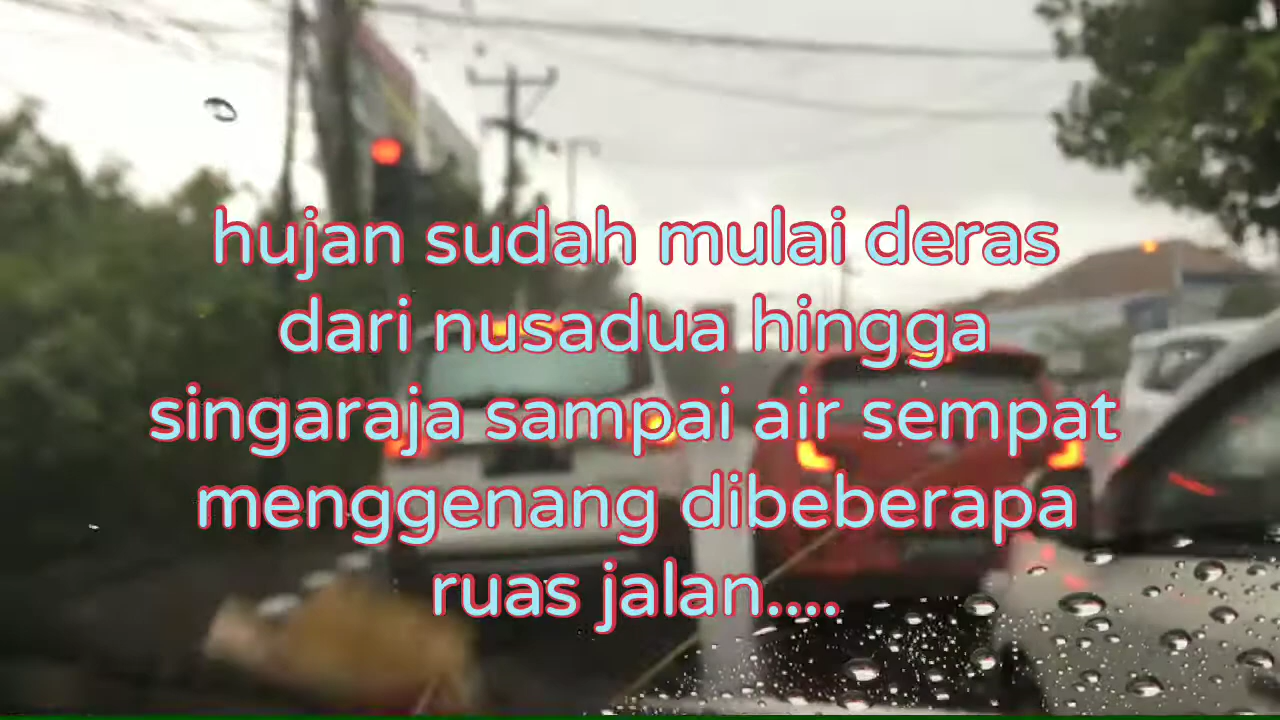 hujan sudah mulai deras
dari nusadua hingga
singaraja sampai air sempat
menggenang dibeberapa
ruas jalan....